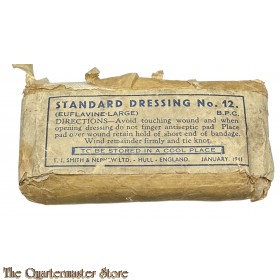 STANDARD DRESSING No. 12.
(EUFLAVINE-LARGE) B.P.C.
DIRECTIONS—Avoid touching wound and when
opening dressing do not finger antiseptic pad. Place
pad over wound retain hold of short end of bandage.
Wind remainder firmly and tie knot.
TO BE STORED IN A COOL PLACE
SMITH & NEPHEW LTD. - HULL - ENGLAND. JANUARY, 1941
The Quartermaster Store